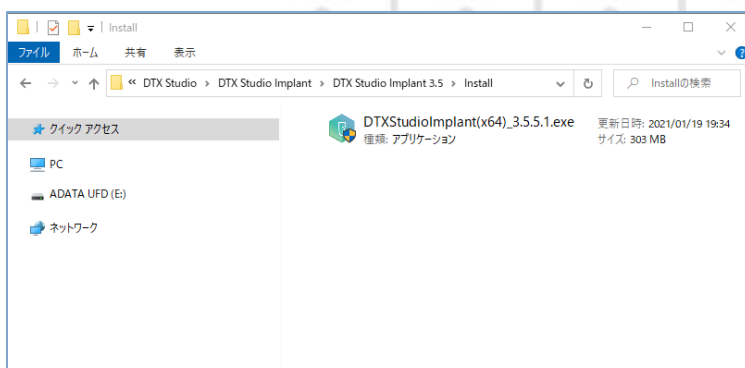 Install
ファイル ホーム 共有 表示
« DTX Studio › DTX Studio Implant › DTX Studio Implant 3.5 › Install
Installの検索
クイック アクセス
PC
ADATA UFD (E:)
ネットワーク
DTXStudioImplant(x64)_3.5.5.1.exe
種類: アプリケーション
更新日時: 2021/01/19 19:34
サイズ: 303 MB